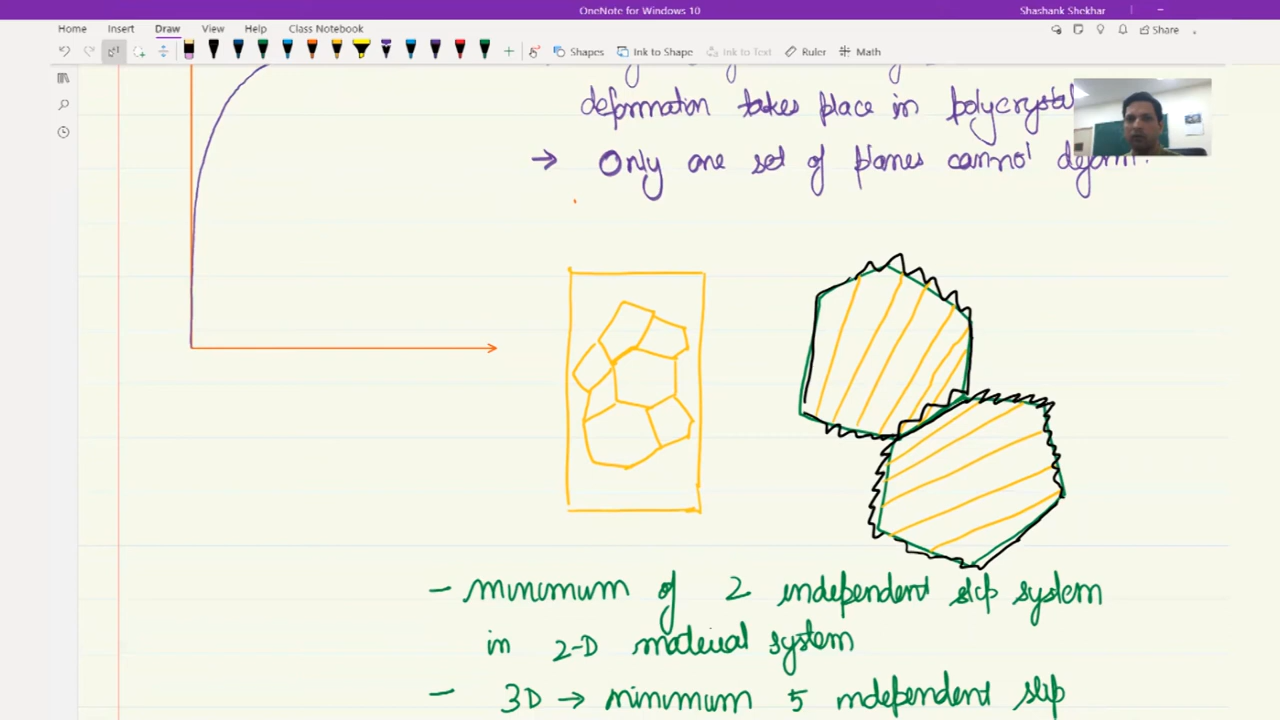 OneNote for Windows 10
Shashank Shekhar
Home Insert Draw View Help Class Notebook
Share
Shapes Ink to Shape Ink to Text Ruler Math
deformation takes place in polycrystal
→ Only one set of planes cannot deform.
- minimum of 2 independent slip system
in 2-D material system
- 3D → minimum 5 independent slip